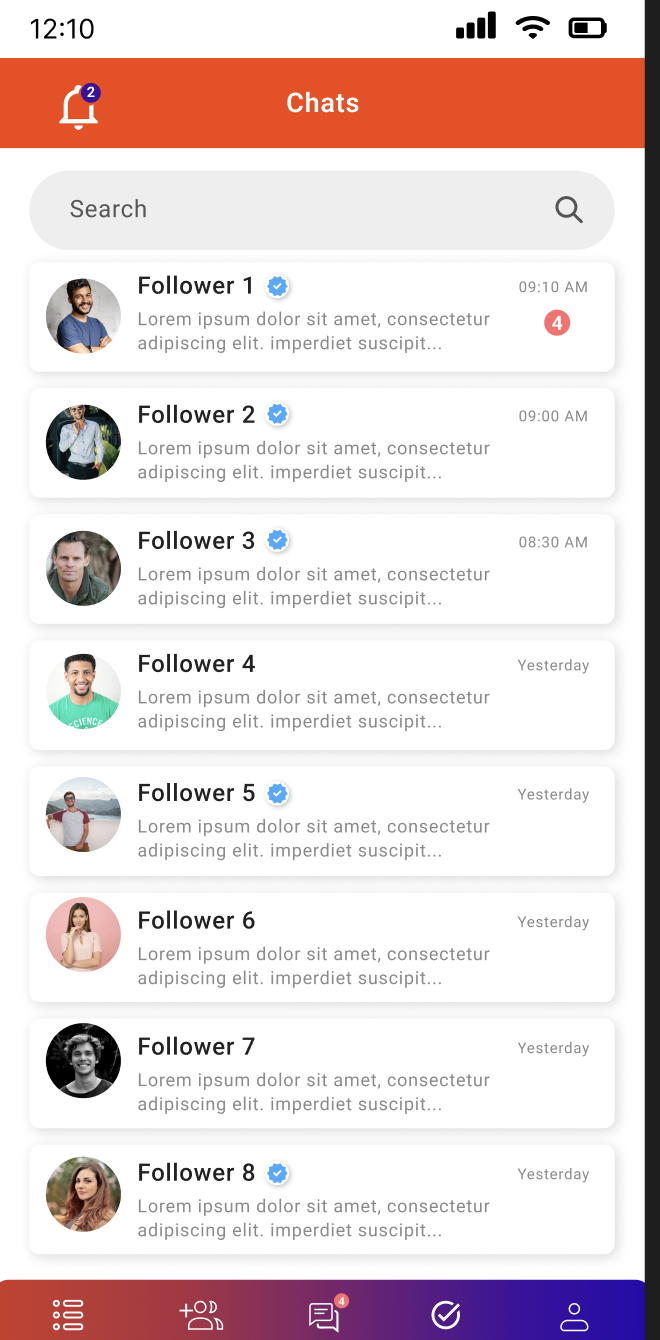 12:10
2
Chats
Search
Follower 1
09:10 AM
Lorem ipsum dolor sit amet, consectetur
4
adipiscing elit. imperdiet suscipit...
Follower 2
09:00 AM
Lorem ipsum dolor sit amet, consectetur
adipiscing elit. imperdiet suscipit...
Follower 3
08:30 AM
Lorem ipsum dolor sit amet, consectetur
adipiscing elit. imperdiet suscipit...
Follower 4
Yesterday
Lorem ipsum dolor sit amet, consectetur
adipiscing elit. imperdiet suscipit...
Follower 5
Yesterday
Lorem ipsum dolor sit amet, consectetur
adipiscing elit. imperdiet suscipit...
Follower 6
Yesterday
Lorem ipsum dolor sit amet, consectetur
adipiscing elit. imperdiet suscipit...
Follower 7
Yesterday
Lorem ipsum dolor sit amet, consectetur
adipiscing elit. imperdiet suscipit...
Follower 8
Yesterday
Lorem ipsum dolor sit amet, consectetur
adipiscing elit. imperdiet suscipit...
4